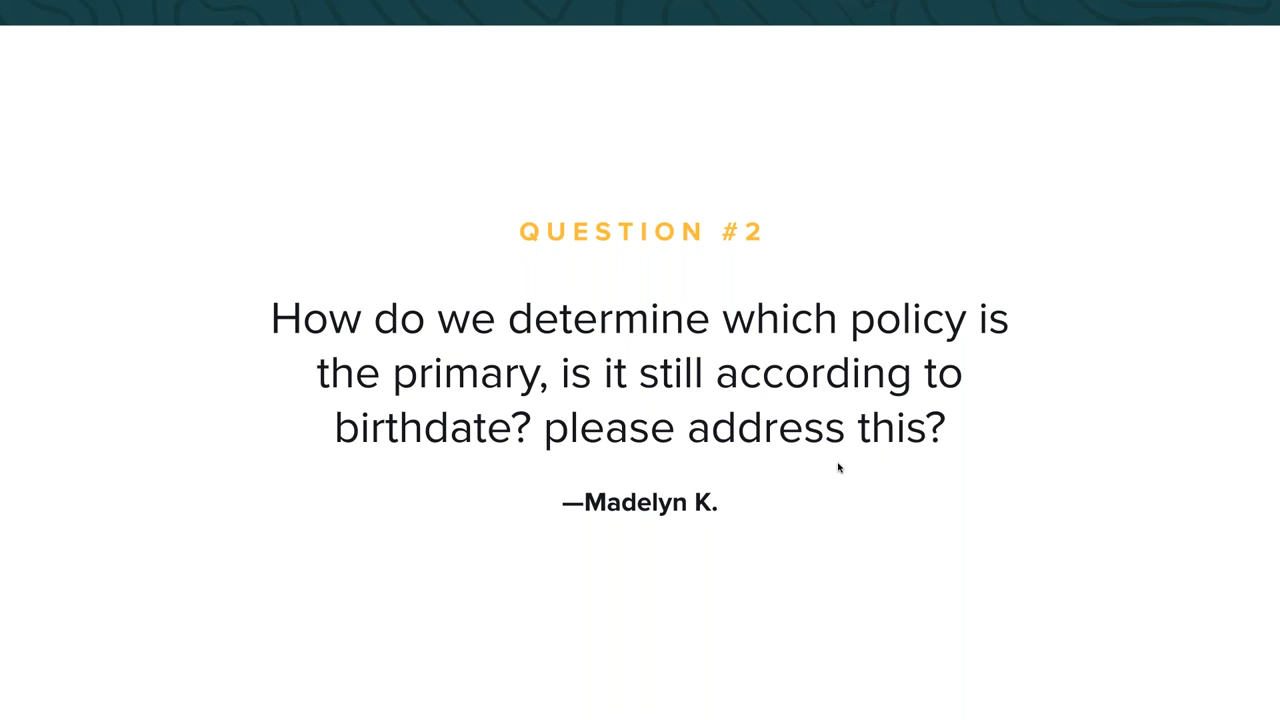 QUESTION #2
How do we determine which policy is
the primary, is it still according to
birthdate? please address this?
—Madelyn K.